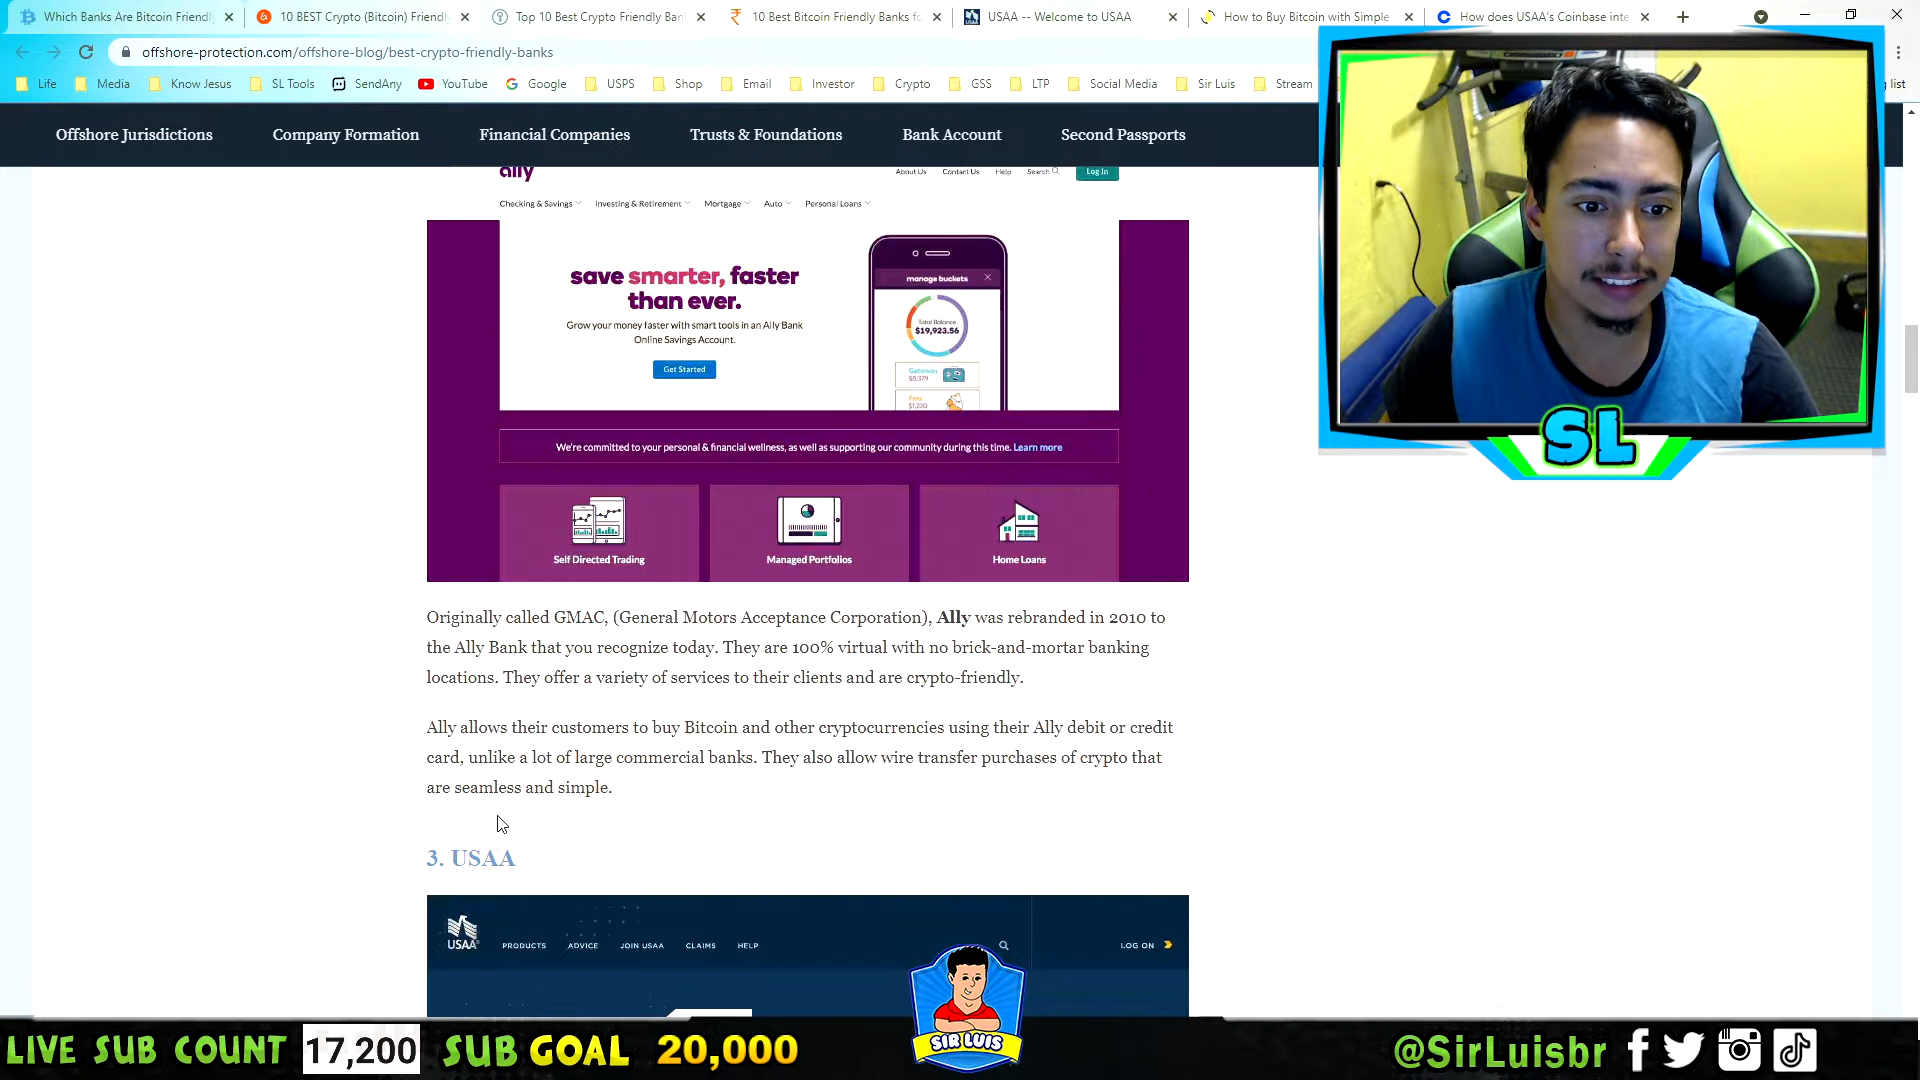 Which Banks Are Bitcoin Friendl
10 BEST Crypto (Bitcoin) Friendl
Top 10 Best Crypto Friendly Ban
10 Best Bitcoin Friendly Banks fo
USAA -- Welcome to USAA
How to Buy Bitcoin with Simple
How does USAA's Coinbase inte
offshore-protection.com/offshore-blog/best-crypto-friendly-banks
Life Media Know Jesus SL Tools SendAny YouTube Google USPS Shop Email Investor Crypto GSS LTP Social Media Sir Luis Stream
list
Offshore Jurisdictions Company Formation Financial Companies Trusts & Foundations Bank Account Second Passports
ally
About Us Contact Us Help Search Log In
Checking & Savings Investing & Retirement Mortgage Auto Personal Loans
save smarter, faster
than ever.
Grow your money faster with smart tools in an Ally Bank
Online Savings Account.
Get Started
manage buckets
Total Balance
$19,923.56
Getaway
$5,379
Pets
$1,230
We're committed to your personal & financial wellness, as well as supporting our community during this time. Learn more
Self Directed Trading
Managed Portfolios
Home Loans
Originally called GMAC, (General Motors Acceptance Corporation), Ally was rebranded in 2010 to
the Ally Bank that you recognize today. They are 100% virtual with no brick-and-mortar banking
locations. They offer a variety of services to their clients and are crypto-friendly.
Ally allows their customers to buy Bitcoin and other cryptocurrencies using their Ally debit or credit
card, unlike a lot of large commercial banks. They also allow wire transfer purchases of crypto that
are seamless and simple.
3. USAA
USAA
PRODUCTS ADVICE JOIN USAA CLAIMS HELP
LOG ON
SL
LIVE SUB COUNT 17,200 SUB GOAL 20,000
SIR LUIS
@SirLuisbr